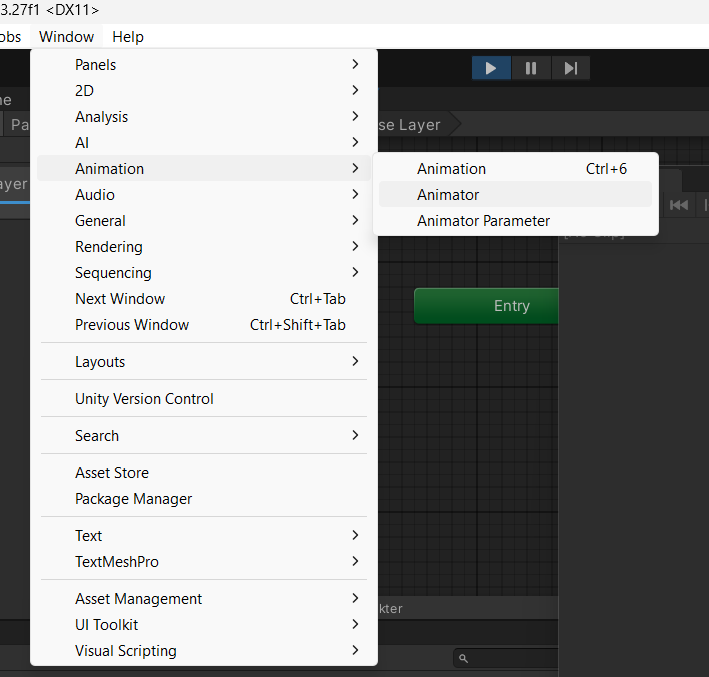 3.27f1 <DX11>
obs Window Help
Panels
2D
Analysis
AI
Animation
Audio
General
Rendering
Sequencing
Next Window Ctrl+Tab
Previous Window Ctrl+Shift+Tab
Layouts
Unity Version Control
Search
Asset Store
Package Manager
Text
TextMeshPro
Asset Management
UI Toolkit
Visual Scripting
Animation Ctrl+6
Animator
Animator Parameter
ne
Pa
se Layer
ayer
Entry
kter